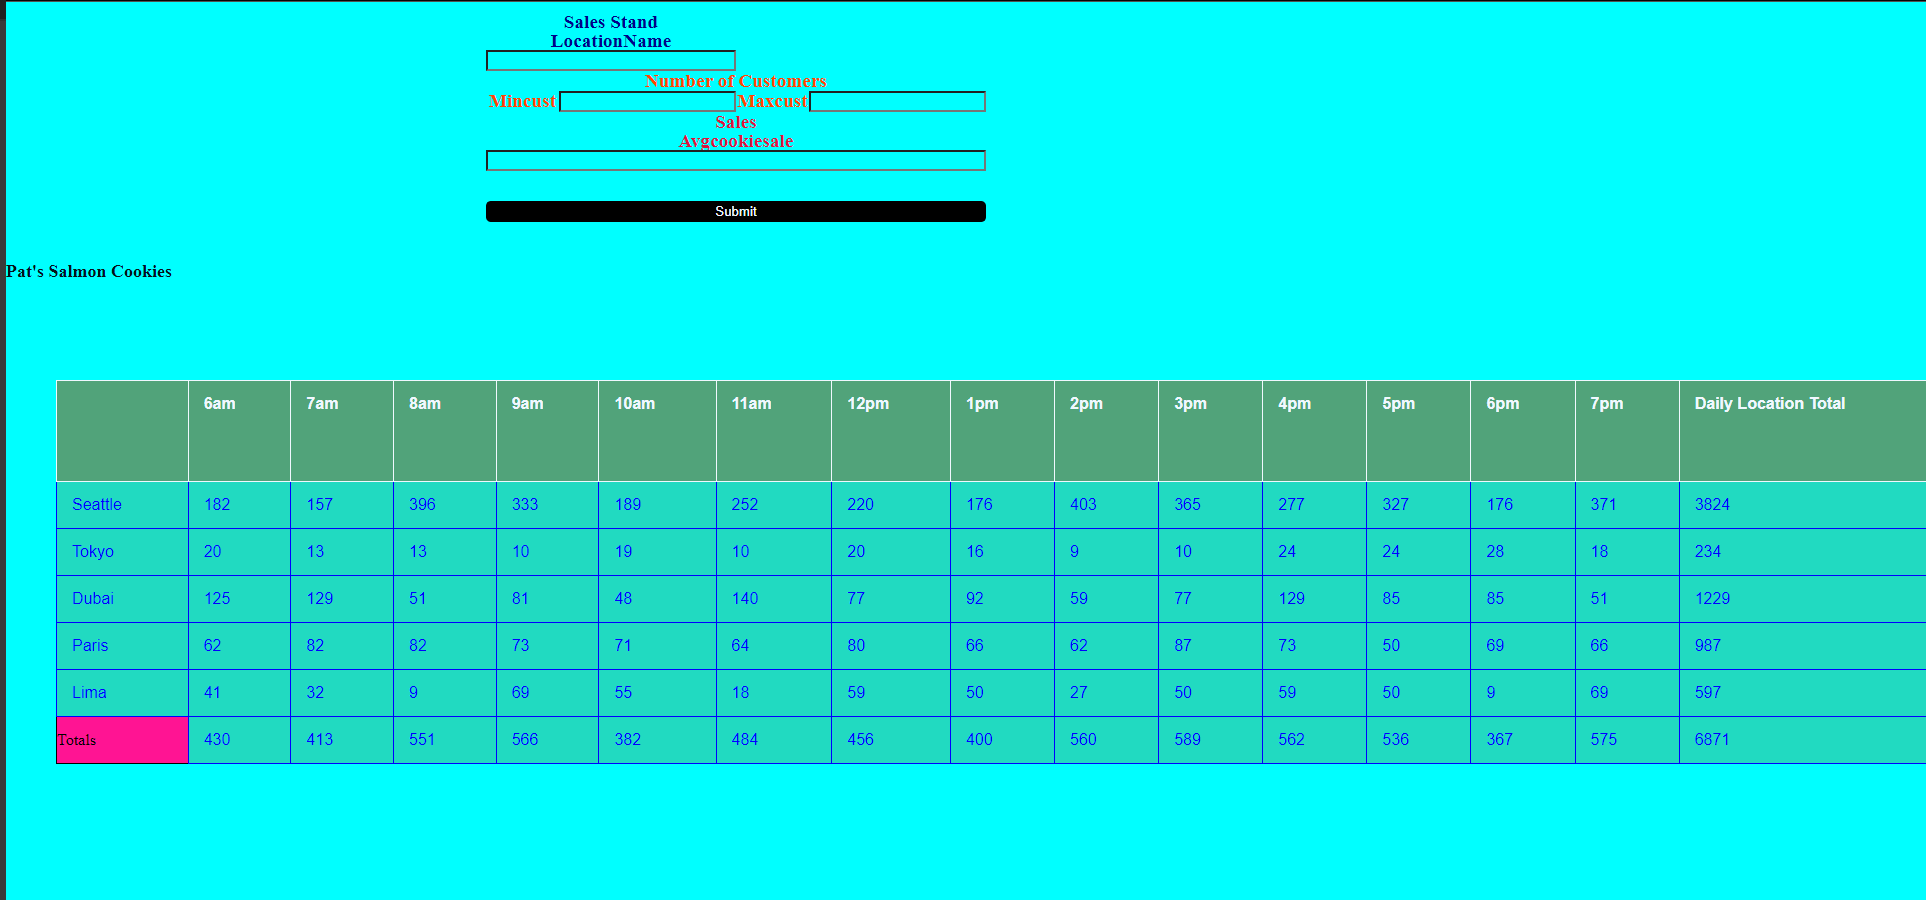 Sales Stand
LocationName
Number of Customers
Mincust Maxcust
Sales
Avgcookiesale
Submit
Pat's Salmon Cookies
6am 7am 8am 9am 10am 11am 12pm 1pm 2pm 3pm 4pm 5pm 6pm 7pm Daily Location Total
Seattle 182 157 396 333 189 252 220 176 403 365 277 327 176 371 3824
Tokyo 20 13 13 10 19 10 20 16 9 10 24 24 28 18 234
Dubai 125 129 51 81 48 140 77 92 59 77 129 85 85 51 1229
Paris 62 82 82 73 71 64 80 66 62 87 73 50 69 66 987
Lima 41 32 9 69 55 18 59 50 27 50 59 50 9 69 597
Totals 430 413 551 566 382 484 456 400 560 589 562 536 367 575 6871